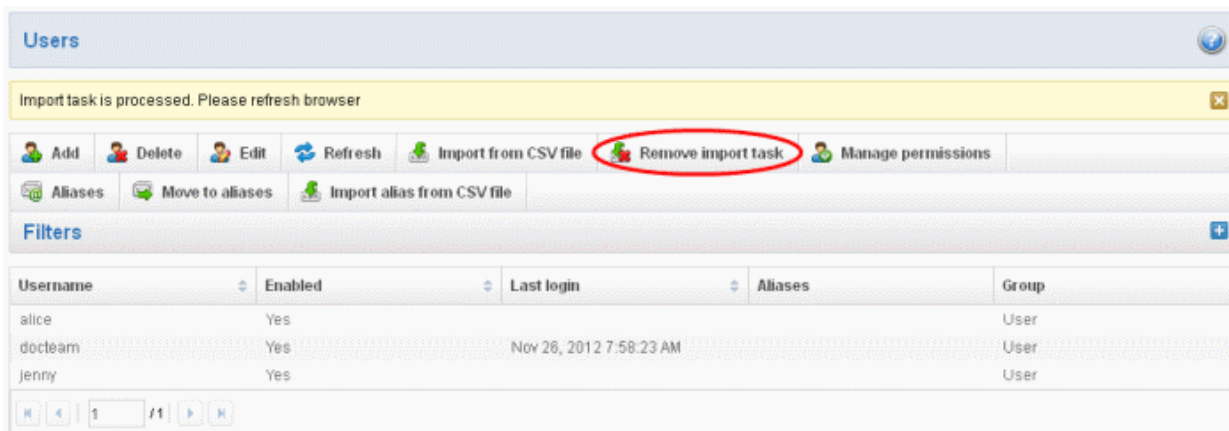 Users
Import task is processed. Please refresh browser
Add Delete Edit Refresh Import from CSV file Remove import task Manage permissions
Aliases Move to aliases Import alias from CSV file
Filters
Username Enabled Last login Aliases Group
alice Yes User
docteam Yes Nov 26, 2012 7:58:23 AM User
jenny Yes User
1 /1